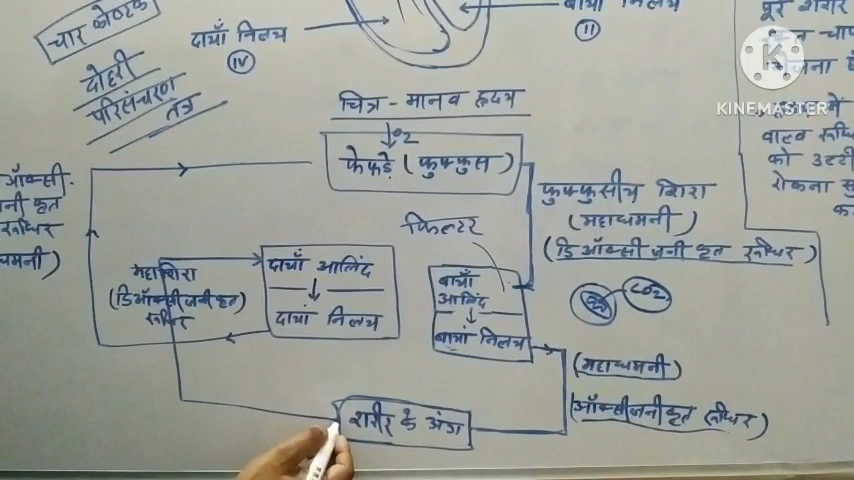 चार कोष्ठक
दायाँ निलय
IV
बायाँ निलय
II
पूरे शरीर
KINEMASTER
दोहरी
परिसंचरण
तंत्र
चित्र - मानव हृदय
O2
फेफड़े (फुफ्फुस)
में
वाल्व रूधिर
को उल्टी
रोकना
ऑक्सी-
रूधिर
फुफ्फुसीय शिरा
(महाधमनी)
(डिऑक्सीजनीकृत रूधिर)
फिल्टर
महाशिरा
(डिऑक्सीजनीकृत)
रूधिर
दायाँ आलिंद
दायां निलय
बायाँ
आलिंद
बायां निलय
CO2
(महाधमनी)
(ऑक्सीजनीकृत रूधिर)
शरीर के अंग